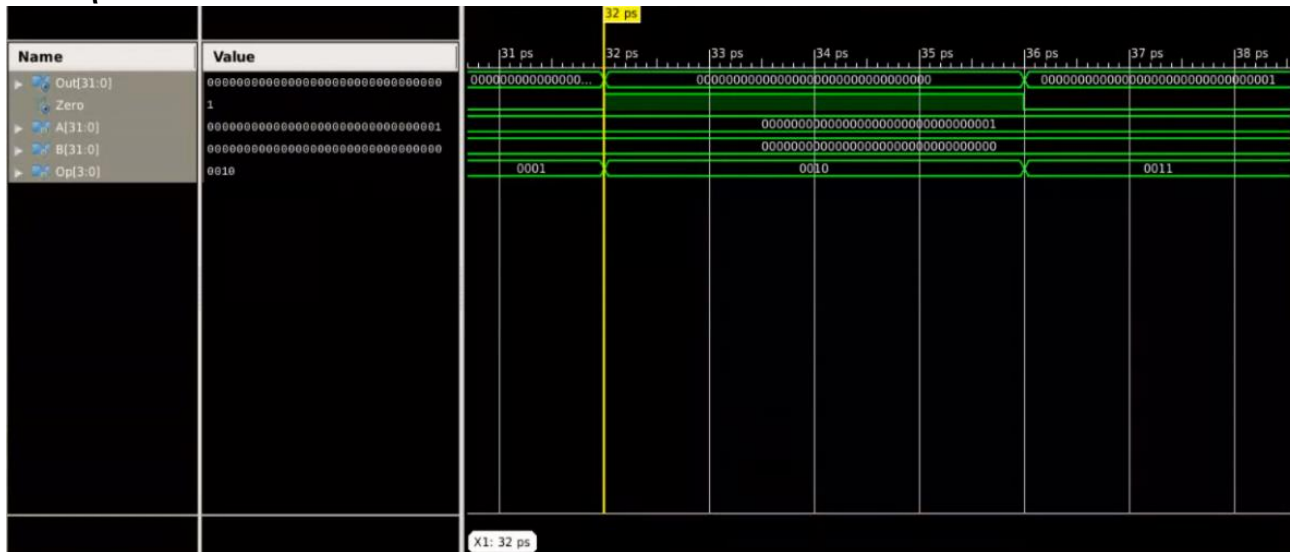 32 ps
Name Value
31 ps 32 ps 33 ps 34 ps 35 ps 36 ps 37 ps 38 ps
Out[31:0] 00000000000000000000000000000000 0000000000000000... 00000000000000000000000000000000 00000000000000000000000000000001
Zero 1
A[31:0] 00000000000000000000000000000001 00000000000000000000000000000001
B[31:0] 00000000000000000000000000000000 00000000000000000000000000000000
Op[3:0] 0010 0001 0010 0011
X1: 32 ps